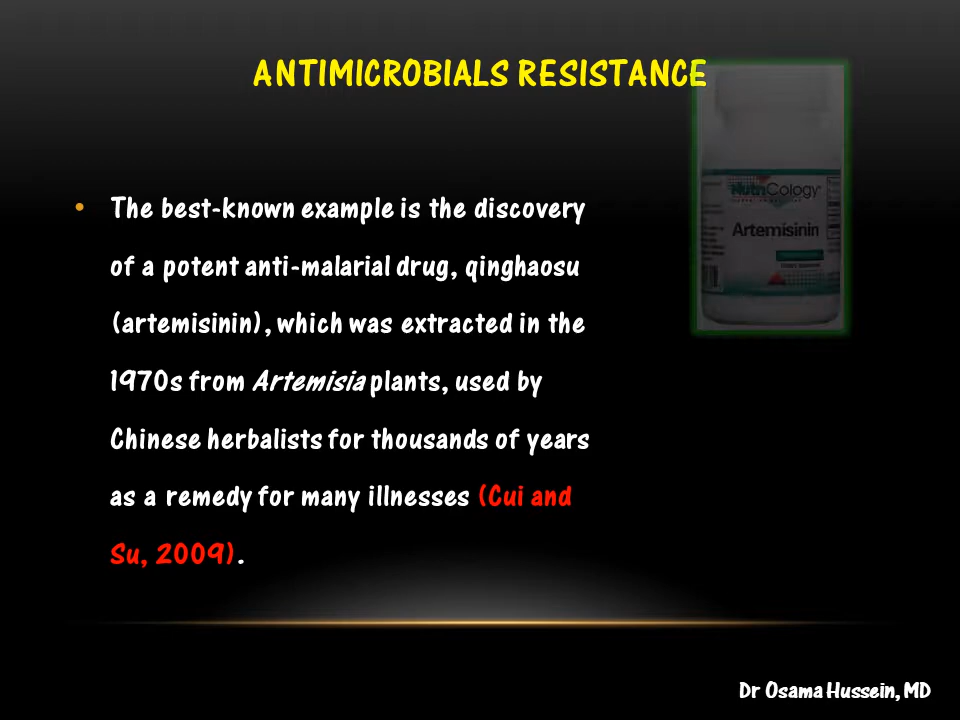 ANTIMICROBIALS RESISTANCE
NutriCology
Artemisinin
• The best-known example is the discovery
of a potent anti-malarial drug, qinghaosu
(artemisinin), which was extracted in the
1970s from Artemisia plants, used by
Chinese herbalists for thousands of years
as a remedy for many illnesses (Cui and
Su, 2009).
Dr Osama Hussein, MD